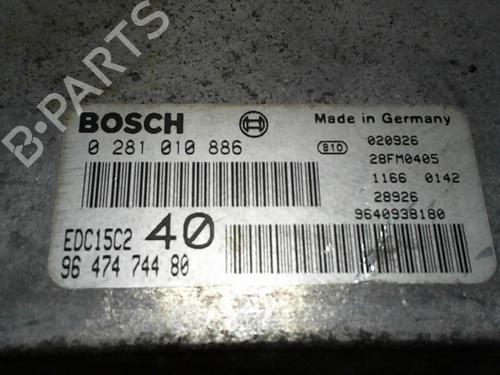 B-PARTS
BOSCH
Made in Germany
0 281 010 886
810
020926
28FM0405
1166 0142
28926
9640938180
EDC15C2 40
96 474 744 80